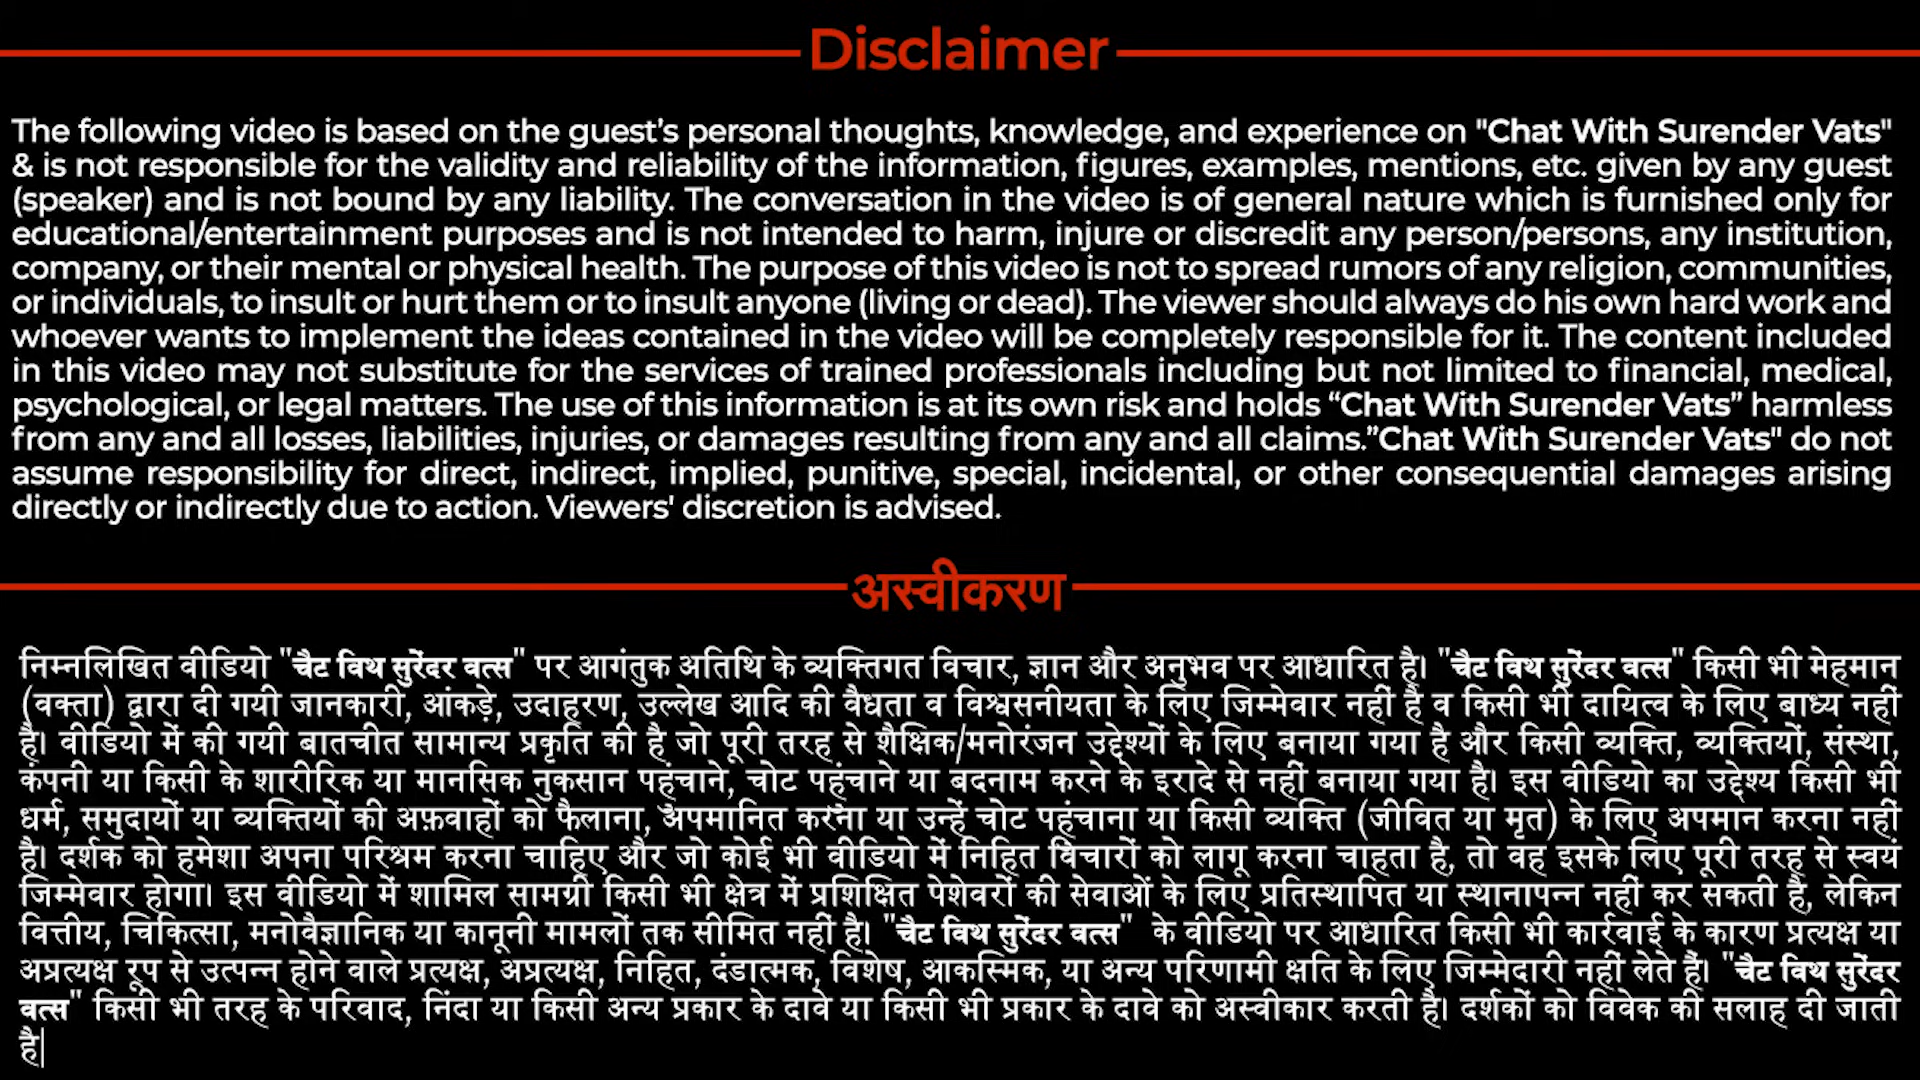 Disclaimer
The following video is based on the guest's personal thoughts, knowledge, and experience on "Chat With Surender Vats"
& is not responsible for the validity and reliability of the information, figures, examples, mentions, etc. given by any guest
(speaker) and is not bound by any liability. The conversation in the video is of general nature which is furnished only for
educational/entertainment purposes and is not intended to harm, injure or discredit any person/persons, any institution,
company, or their mental or physical health. The purpose of this video is not to spread rumors of any religion, communities,
or individuals, to insult or hurt them or to insult anyone (living or dead). The viewer should always do his own hard work and
whoever wants to implement the ideas contained in the video will be completely responsible for it. The content included
in this video may not substitute for the services of trained professionals including but not limited to financial, medical,
psychological, or legal matters. The use of this information is at its own risk and holds “Chat With Surender Vats” harmless
from any and all losses, liabilities, injuries, or damages resulting from any and all claims.”Chat With Surender Vats" do not
assume responsibility for direct, indirect, implied, punitive, special, incidental, or other consequential damages arising
directly or indirectly due to action. Viewers' discretion is advised.
अस्वीकरण
निम्नलिखित वीडियो "चैट विथ सुरेंदर वत्स" पर आगंतुक अतिथि के व्यक्तिगत विचार, ज्ञान और अनुभव पर आधारित है। "चैट विथ सुरेंदर वत्स" किसी भी मेहमान
(वक्ता) द्वारा दी गयी जानकारी, आंकड़े, उदाहरण, उल्लेख आदि की वैधता व विश्वसनीयता के लिए जिम्मेवार नहीं है व किसी भी दायित्व के लिए बाध्य नहीं
है। वीडियो में की गयी बातचीत सामान्य प्रकृति की है जो पूरी तरह से शैक्षिक/मनोरंजन उद्देश्यों के लिए बनाया गया है और किसी व्यक्ति, व्यक्तियों, संस्था,
कंपनी या किसी के शारीरिक या मानसिक नुकसान पहुंचाने, चोट पहुंचाने या बदनाम करने के इरादे से नहीं बनाया गया है। इस वीडियो का उद्देश्य किसी भी
धर्म, समुदायों या व्यक्तियों की अफ़वाहों को फैलाना, अपमानित करना या उन्हें चोट पहुंचाना या किसी व्यक्ति (जीवित या मृत) के लिए अपमान करना नहीं
है। दर्शक को हमेशा अपना परिश्रम करना चाहिए और जो कोई भी वीडियो में निहित विचारों को लागू करना चाहता है, तो वह इसके लिए पूरी तरह से स्वयं
जिम्मेवार होगा। इस वीडियो में शामिल सामग्री किसी भी क्षेत्र में प्रशिक्षित पेशेवरों की सेवाओं के लिए प्रतिस्थापित या स्थानापन्न नहीं कर सकती है, लेकिन
वित्तीय, चिकित्सा, मनोवैज्ञानिक या कानूनी मामलों तक सीमित नहीं है। "चैट विथ सुरेंदर वत्स" के वीडियो पर आधारित किसी भी कार्रवाई के कारण प्रत्यक्ष या
अप्रत्यक्ष रूप से उत्पन्न होने वाले प्रत्यक्ष, अप्रत्यक्ष, निहित, दंडात्मक, विशेष, आकस्मिक, या अन्य परिणामी क्षति के लिए जिम्मेदारी नहीं लेते है। "चैट विथ सुरेंदर
वत्स" किसी भी तरह के परिवाद, निंदा या किसी अन्य प्रकार के दावे या किसी भी प्रकार के दावे को अस्वीकार करती है। दर्शकों को विवेक की सलाह दी जाती
है|